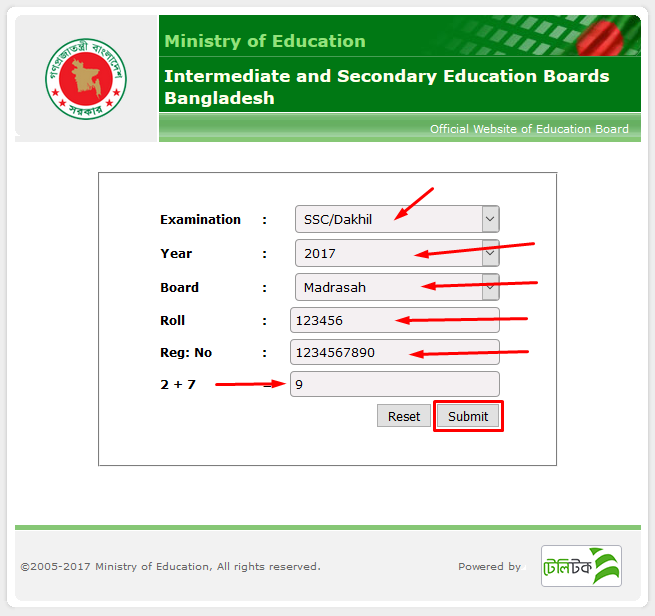 গণপ্রজাতন্ত্রী বাংলাদেশ
সরকার
Ministry of Education
Intermediate and Secondary Education Boards
Bangladesh
Official Website of Education Board
Examination : SSC/Dakhil
Year : 2017
Board : Madrasah
Roll : 123456
Reg: No : 1234567890
2 + 7 = 9
Reset Submit
©2005-2017 Ministry of Education, All rights reserved.
Powered by
টেলিটক